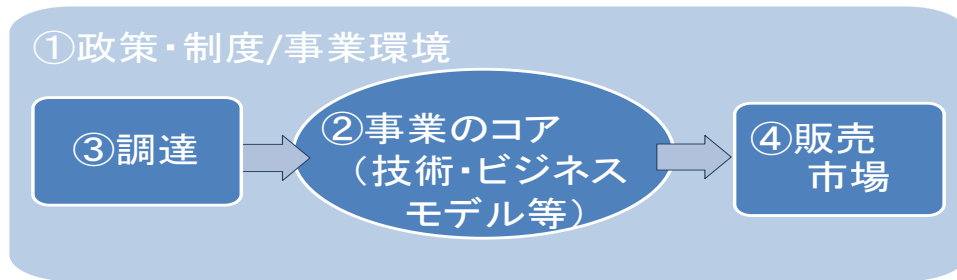 ①政策・制度/事業環境
③調達
②事業のコア
（技術・ビジネス
モデル等）
④販売
市場